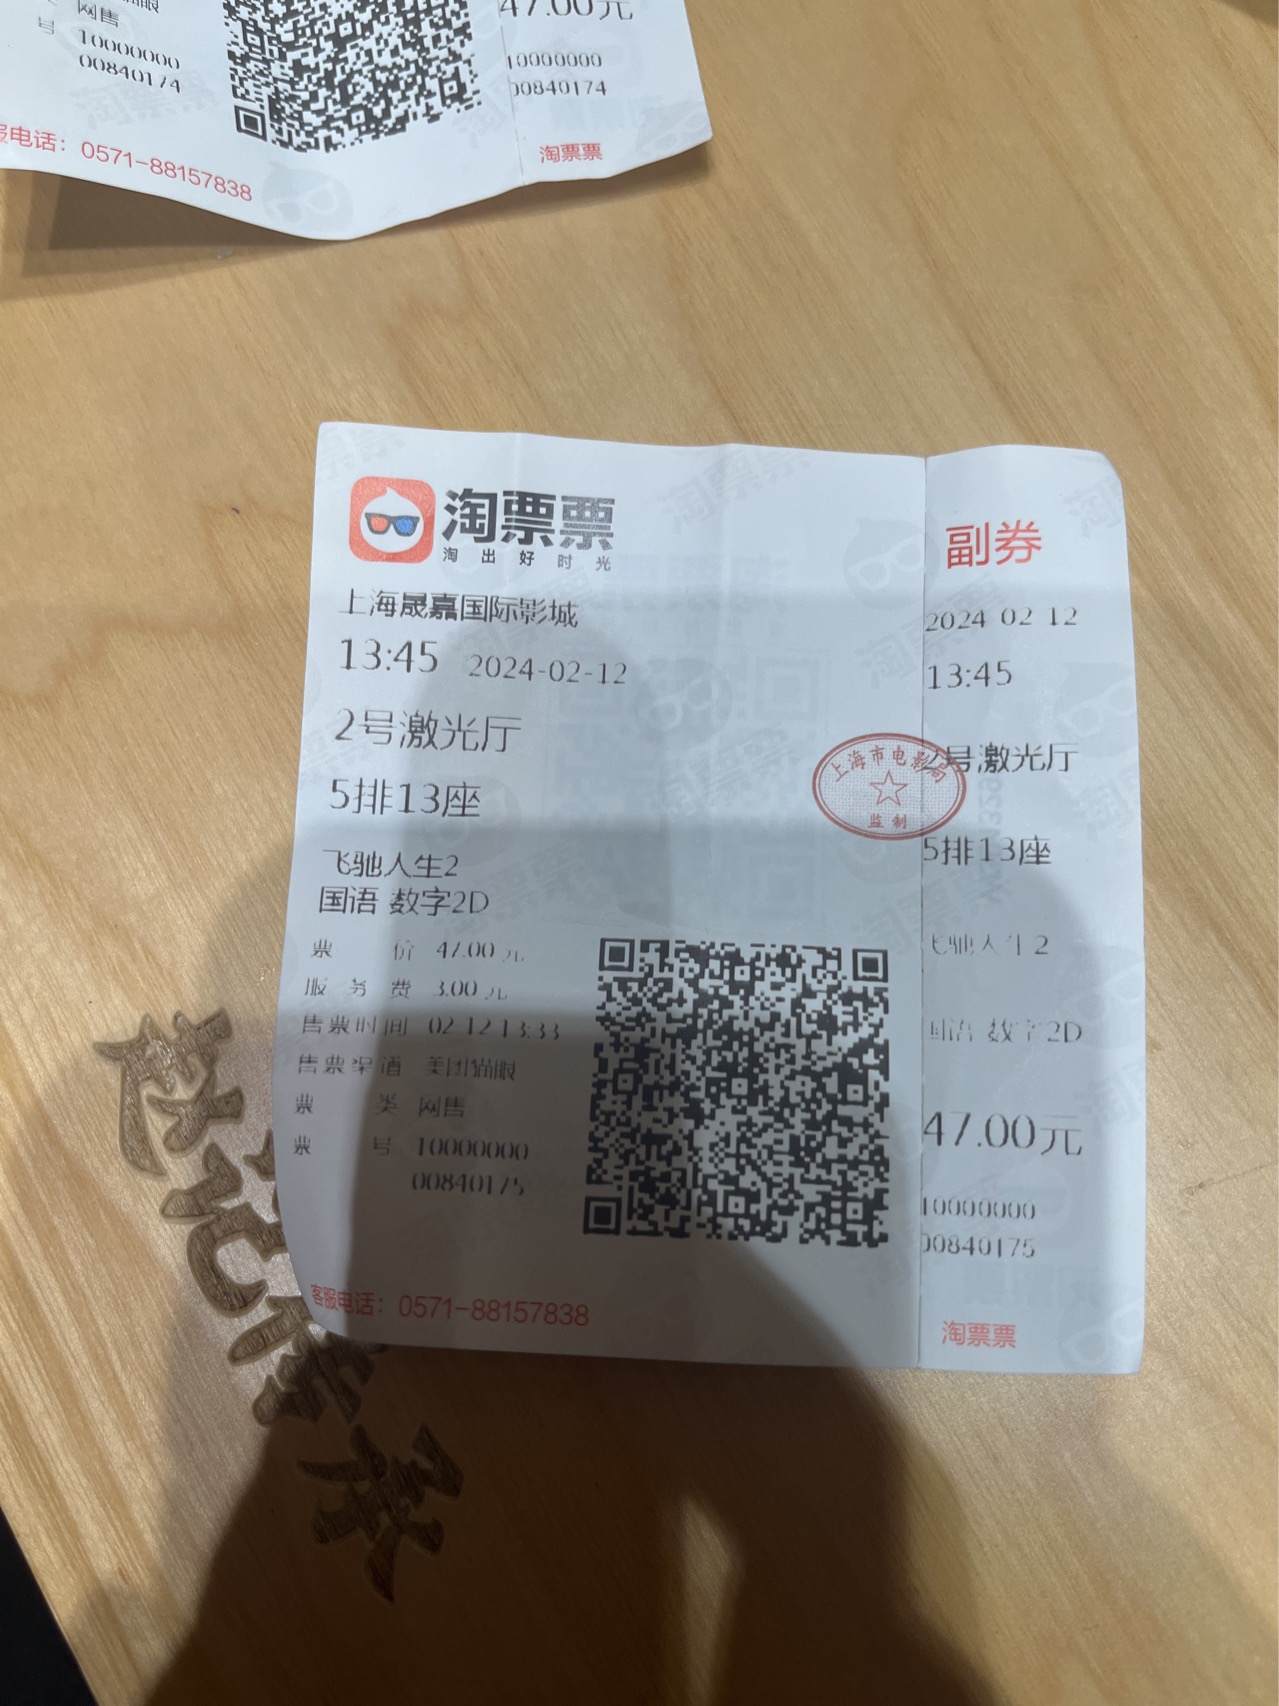 网售
号 10000000
00840174
服电话：0571-88157838
47.00元
10000000
00840174
淘票票
淘票票
淘出好时光
上海晟嘉国际影城
13:45 2024-02-12
2号激光厅
5排13座
飞驰人生2
国语 数字2D
票价 47.00元
服务费 3.00元
售票时间 02-12 13:33
售票渠道 美团猫眼
票类 网售
票号 10000000
00840175
客服电话：0571-88157838
上海市电影局
监制
副券
2024-02-12
13:45
2号激光厅
5排13座
飞驰人生2
国语 数字2D
47.00元
10000000
00840175
淘票票
赵记传承